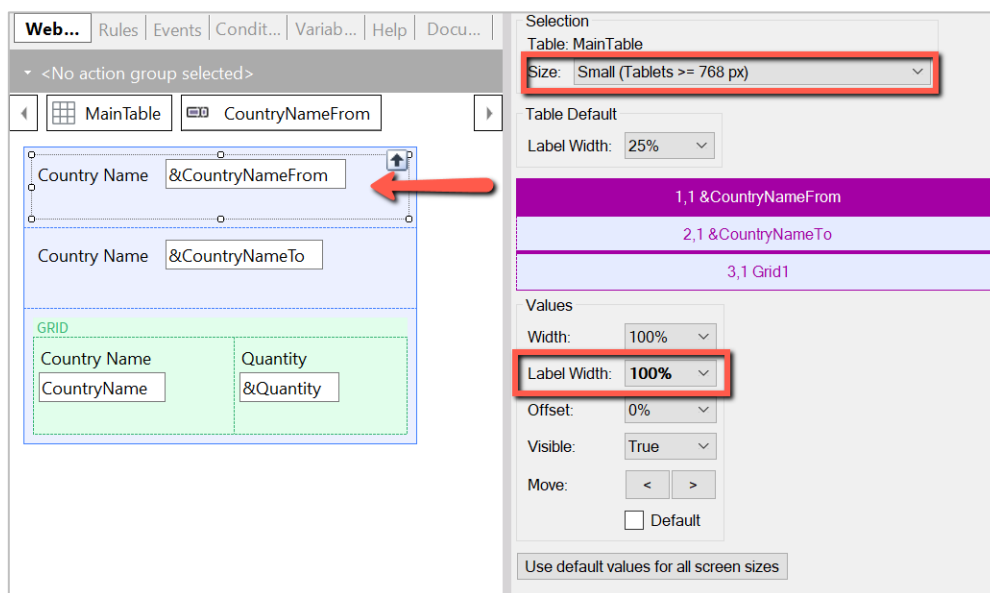 Web... Rules Events Condit... Variab... Help Docu...
<No action group selected>
MainTable CountryNameFrom
Country Name &CountryNameFrom
Country Name &CountryNameTo
GRID
Country Name Quantity
CountryName &Quantity
Selection
Table: MainTable
Size: Small (Tablets >= 768 px)
Table Default
Label Width: 25%
1,1 &CountryNameFrom
2,1 &CountryNameTo
3,1 Grid1
Values
Width: 100%
Label Width: 100%
Offset: 0%
Visible: True
Move: < >
Default
Use default values for all screen sizes